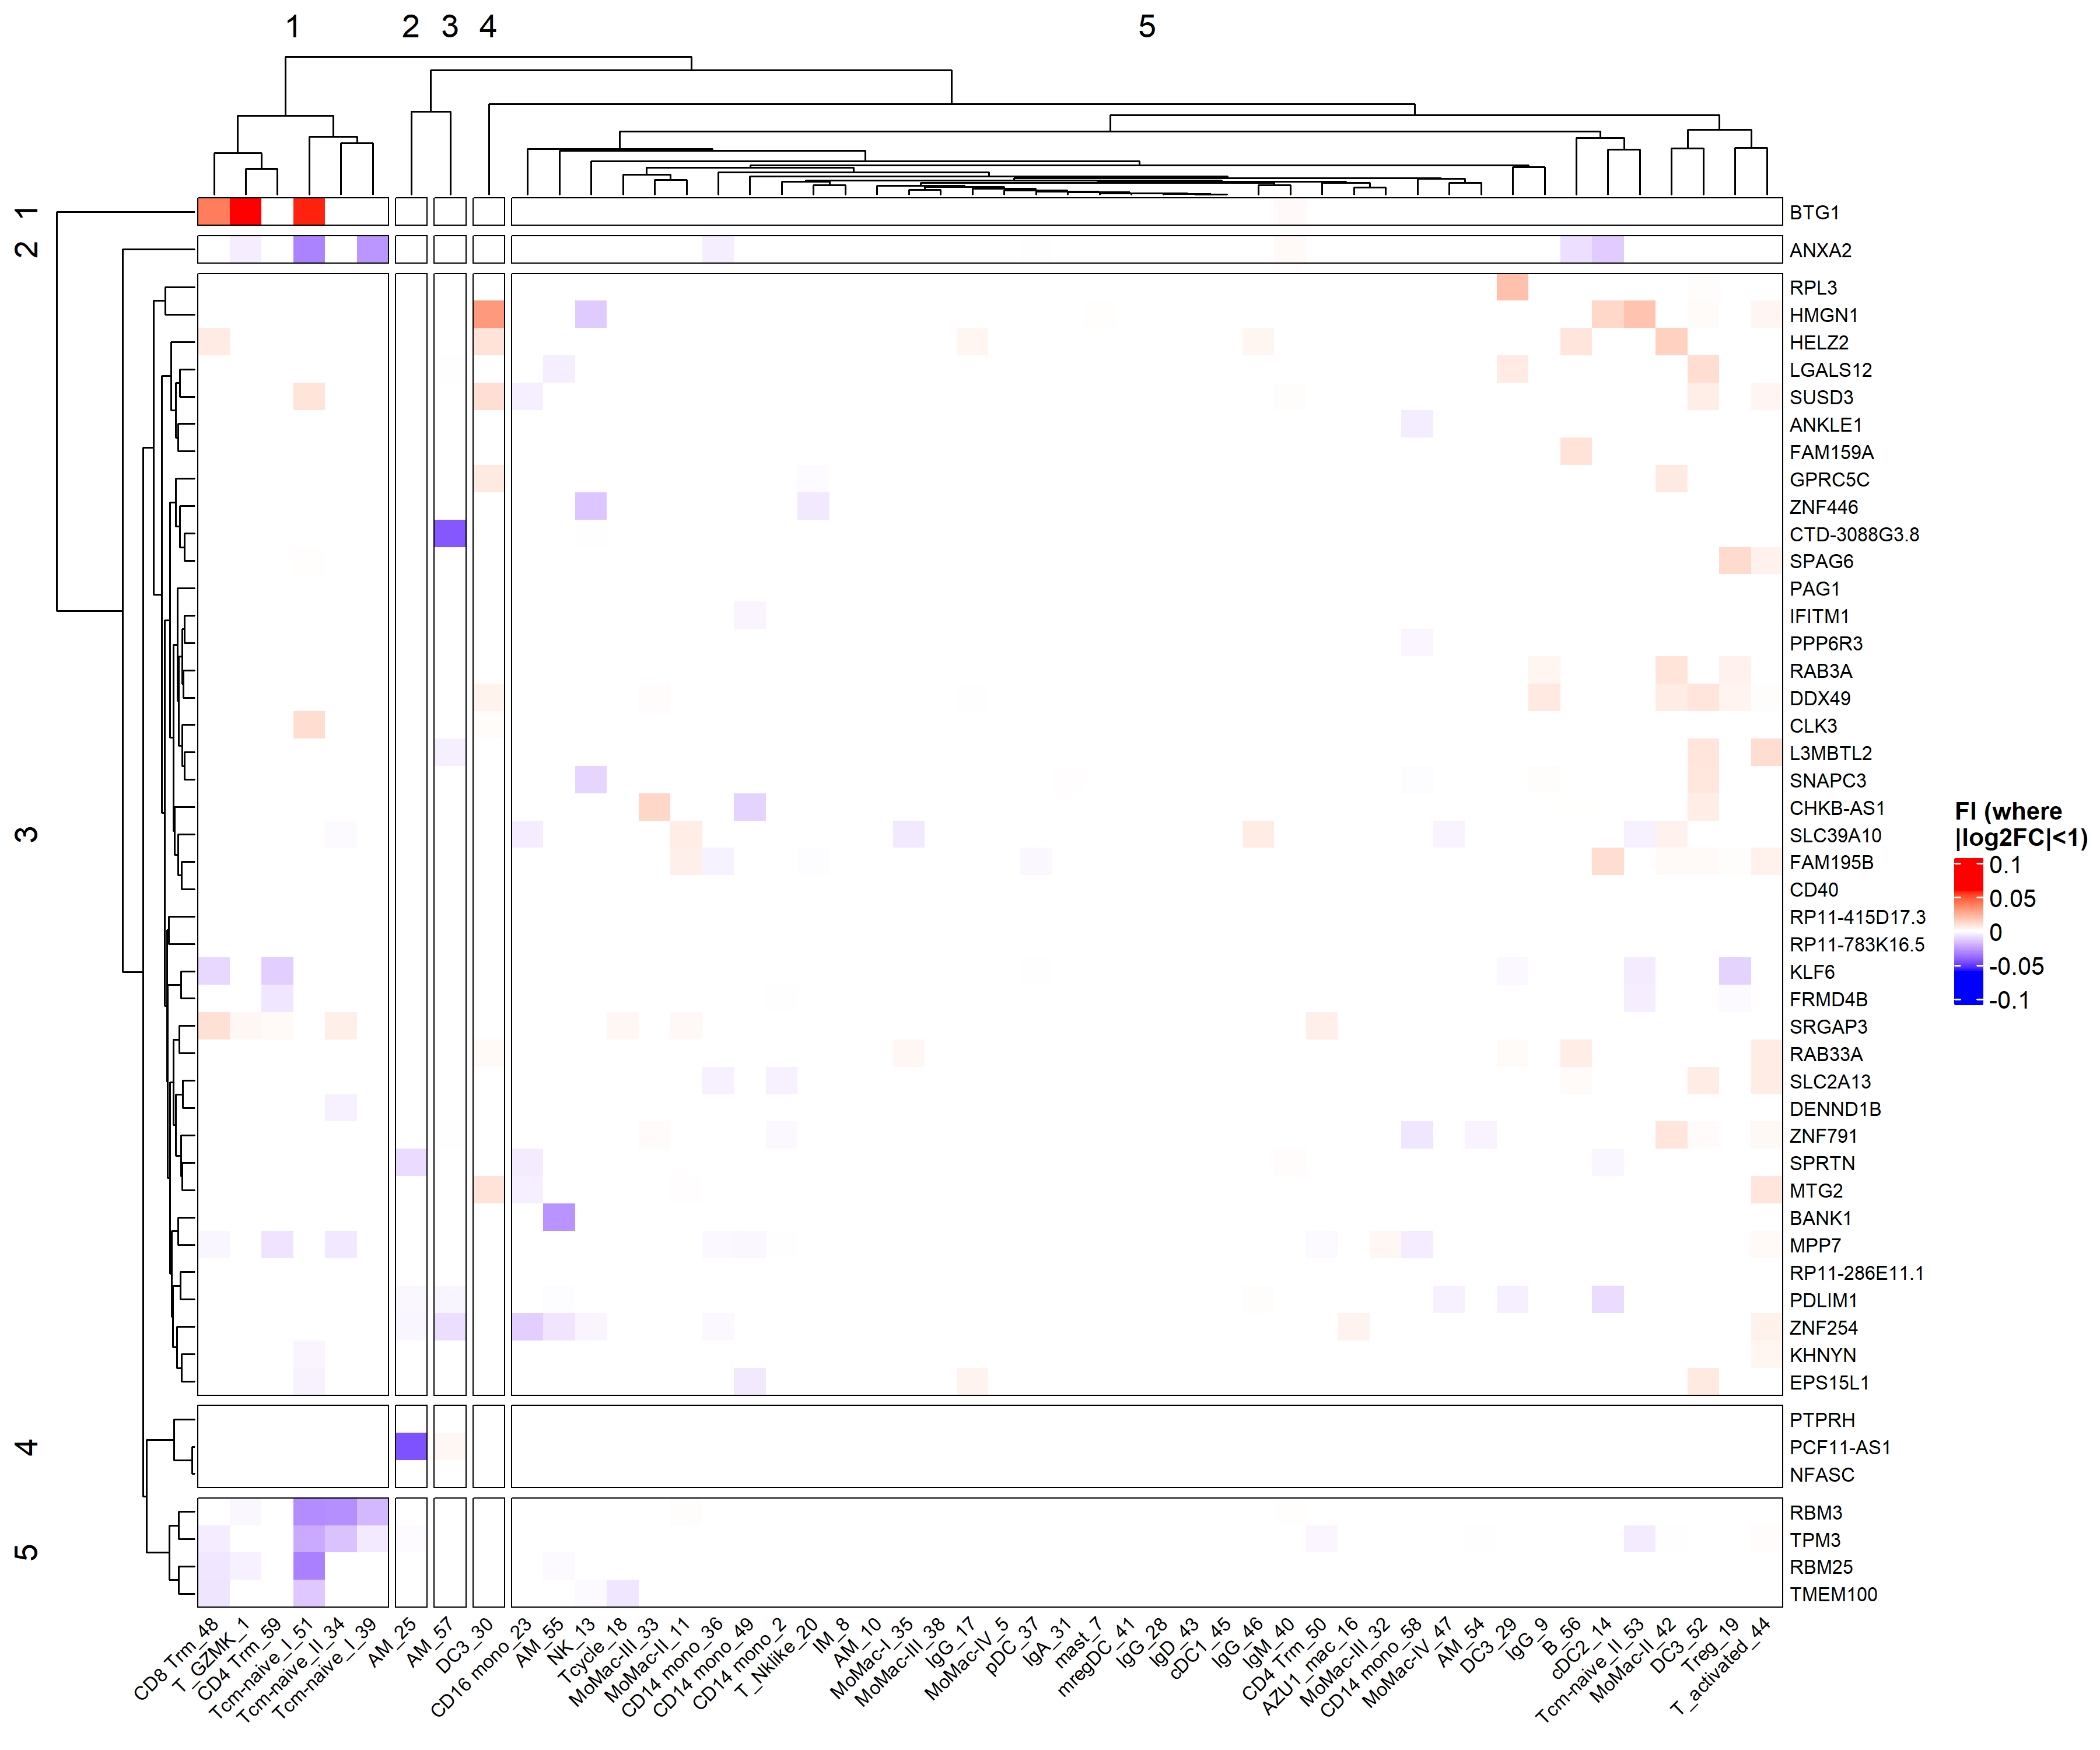 1 2 3 4 5
1
2
3
4
5
BTG1
ANXA2
RPL3
HMGN1
HELZ2
LGALS12
SUSD3
ANKLE1
FAM159A
GPRC5C
ZNF446
CTD-3088G3.8
SPAG6
PAG1
IFITM1
PPP6R3
RAB3A
DDX49
CLK3
L3MBTL2
SNAPC3
CHKB-AS1
SLC39A10
FAM195B
CD40
RP11-415D17.3
RP11-783K16.5
KLF6
FRMD4B
SRGAP3
RAB33A
SLC2A13
DENND1B
ZNF791
SPRTN
MTG2
BANK1
MPP7
RP11-286E11.1
PDLIM1
ZNF254
KHNYN
EPS15L1
PTPRH
PCF11-AS1
NFASC
RBM3
TPM3
RBM25
TMEM100
FI (where
|log2FC|<1)
0.1
0.05
0
-0.05
-0.1
CD8 Trm_48
T_GZMK_1
CD4 Trm_59
Tcm-naive_I_51
Tcm-naive_II_34
Tcm-naive_I_39
AM_25
AM_57
DC3_30
CD16 mono_23
AM_55
NK_13
Tcycle_18
MoMac-III_33
MoMac-II_11
CD14 mono_36
CD14 mono_49
CD14 mono_2
T_Nklike_20
IM_8
AM_10
MoMac-I_35
MoMac-III_38
IgG_17
MoMac-IV_5
pDC_37
IgA_31
mast_7
mregDC_41
IgG_28
IgD_43
cDC1_45
IgG_46
IgM_40
CD4 Trm_50
AZU1_mac_16
MoMac-III_32
CD14 mono_58
MoMac-IV_47
AM_54
DC3_29
IgG_9
B_56
cDC2_14
Tcm-naive_II_53
MoMac-II_42
DC3_52
Treg_19
T_activated_44